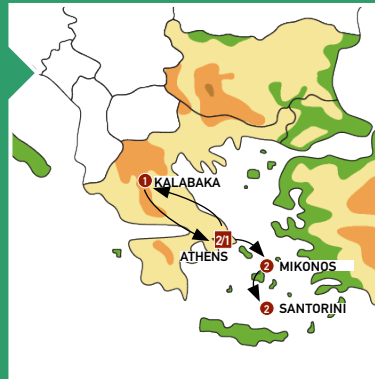 1 KALABAKA
2/1
ATHENS
2 MIKONOS
2 SANTORINI